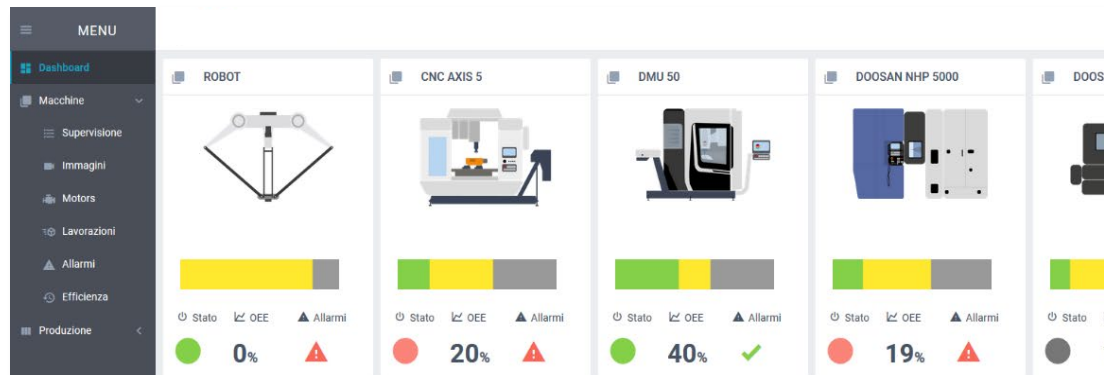 MENU
Dashboard
Macchine
Supervisione
Immagini
Motors
Lavorazioni
Allarmi
Efficienza
Produzione
ROBOT
Stato OEE Allarmi
0%
CNC AXIS 5
Stato OEE Allarmi
20%
DMU 50
Stato OEE Allarmi
40%
DOOSAN NHP 5000
Stato OEE Allarmi
19%
DOOS
Stato